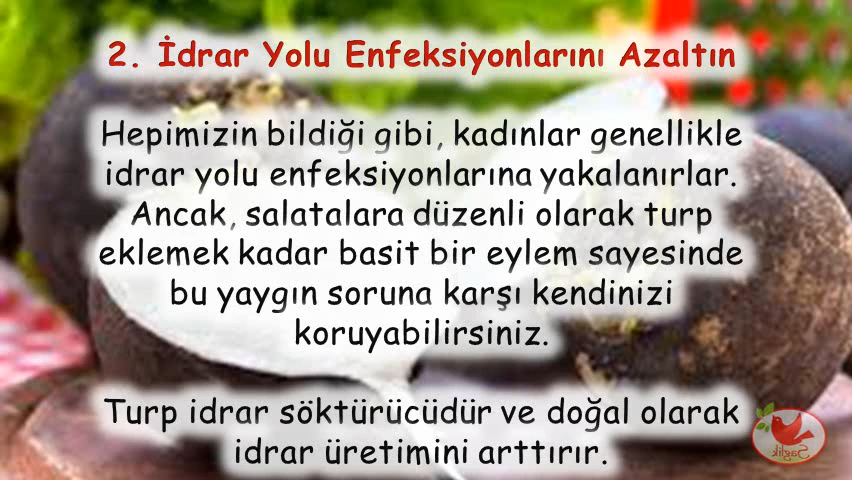 2. İdrar Yolu Enfeksiyonlarını Azaltın
Hepimizin bildiği gibi, kadınlar genellikle
idrar yolu enfeksiyonlarına yakalanırlar.
Ancak, salatalara düzenli olarak turp
eklemek kadar basit bir eylem sayesinde
bu yaygın soruna karşı kendinizi
koruyabilirsiniz.
Turp idrar söktürücüdür ve doğal olarak
idrar üretimini arttırır.
Saglik